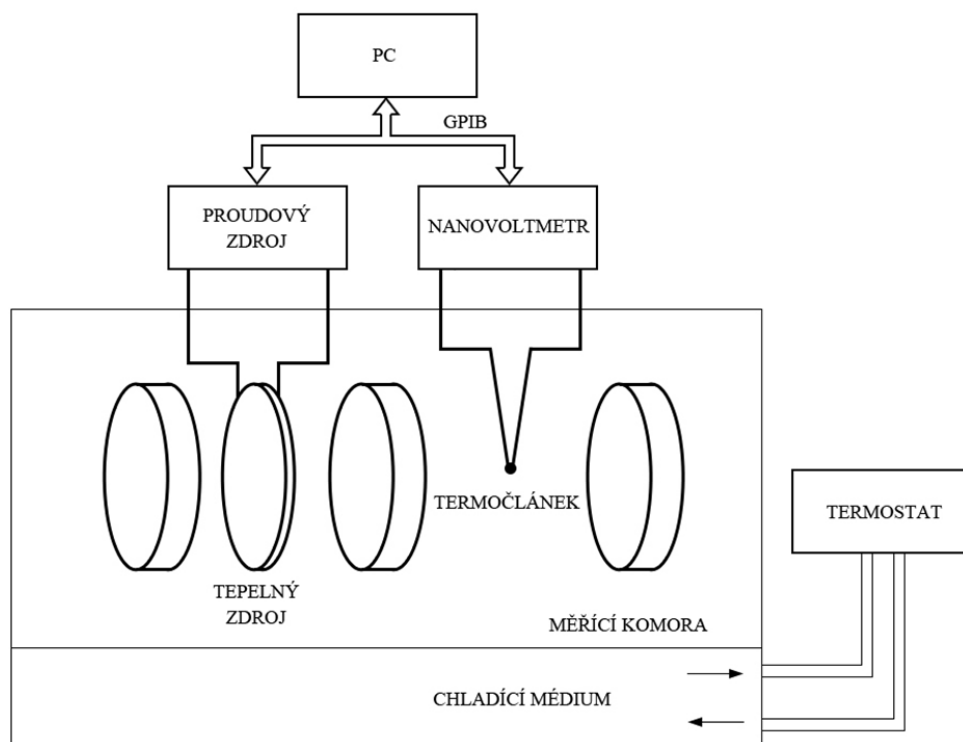 PC
GPIB
PROUDOVÝ
ZDROJ
NANOVOLTMETR
TERMOČLÁNEK
TERMOSTAT
TEPELNÝ
ZDROJ
MĚŘÍCÍ KOMORA
CHLADÍCÍ MÉDIUM